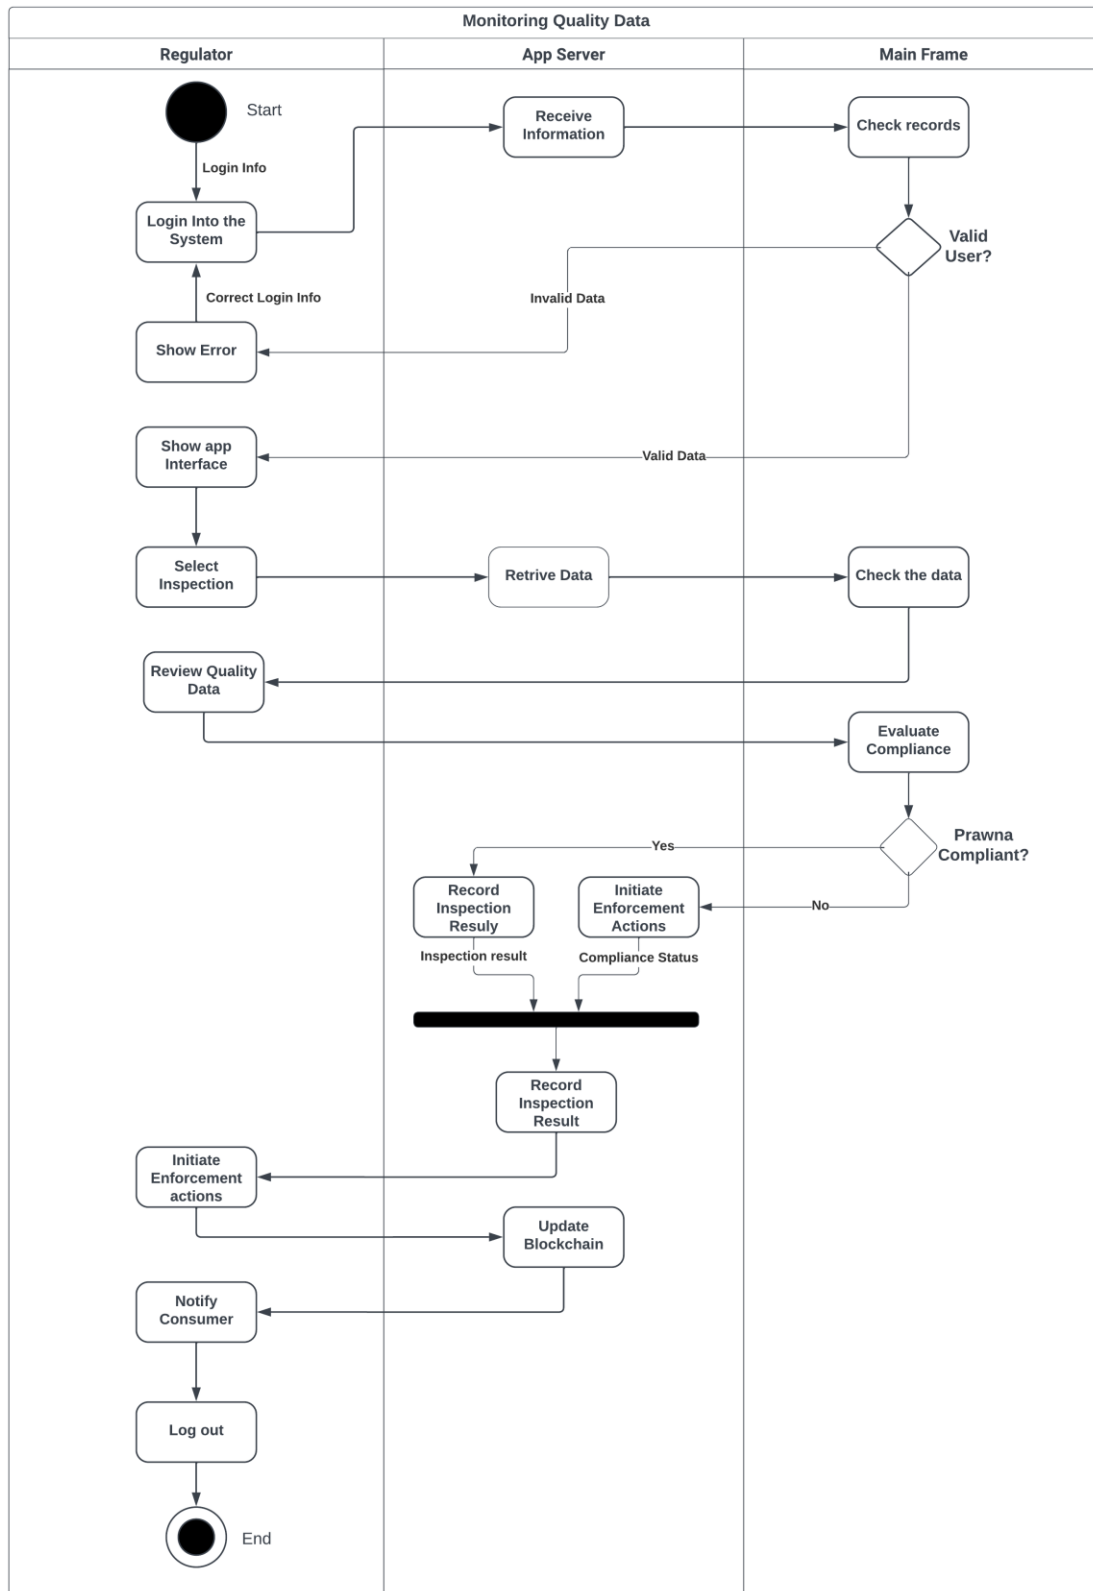 Monitoring Quality Data
Regulator
App Server
Main Frame
Start
Receive
Information
Check records
Login Info
Login Into the
System
Valid
User?
Correct Login Info
Invalid Data
Show Error
Show app
Interface
Valid Data
Select
Inspection
Retrive Data
Check the data
Review Quality
Data
Evaluate
Compliance
Prawna
Compliant?
Yes
No
Record
Inspection
Resuly
Initiate
Enforcement
Actions
Inspection result
Compliance Status
Record
Inspection
Result
Initiate
Enforcement
actions
Update
Blockchain
Notify
Consumer
Log out
End